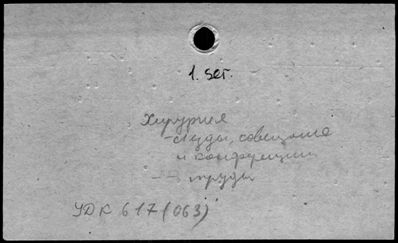 1. ser.
Хирургия
- съезды, совещания
и конференции
- " - труды
УДК 617(063)